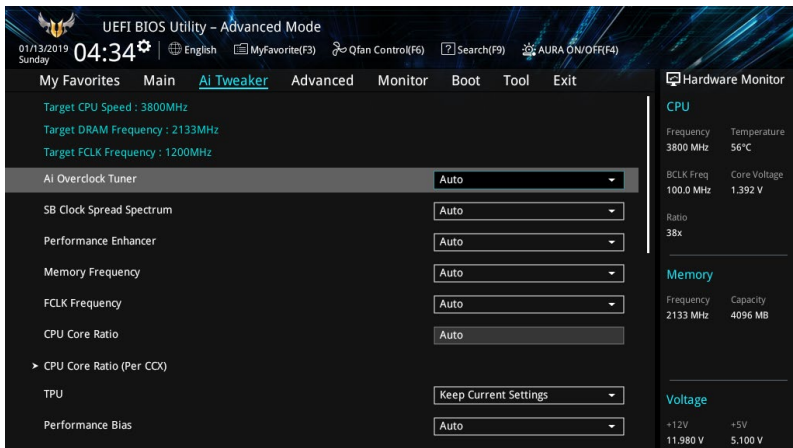 UEFI BIOS Utility – Advanced Mode
01/13/2019 Sunday 04:34 English MyFavorite(F3) Qfan Control(F6) ? Search(F9) AURA ON/OFF(F4)
My Favorites Main Ai Tweaker Advanced Monitor Boot Tool Exit
Hardware Monitor
Target CPU Speed : 3800MHz
Target DRAM Frequency : 2133MHz
Target FCLK Frequency : 1200MHz
Ai Overclock Tuner Auto
SB Clock Spread Spectrum Auto
Performance Enhancer Auto
Memory Frequency Auto
FCLK Frequency Auto
CPU Core Ratio Auto
CPU Core Ratio (Per CCX)
TPU Keep Current Settings
Performance Bias Auto
CPU
Frequency Temperature
3800 MHz 56°C
BCLK Freq Core Voltage
100.0 MHz 1.392 V
Ratio
38x
Memory
Frequency Capacity
2133 MHz 4096 MB
Voltage
+12V +5V
11.980 V 5.100 V